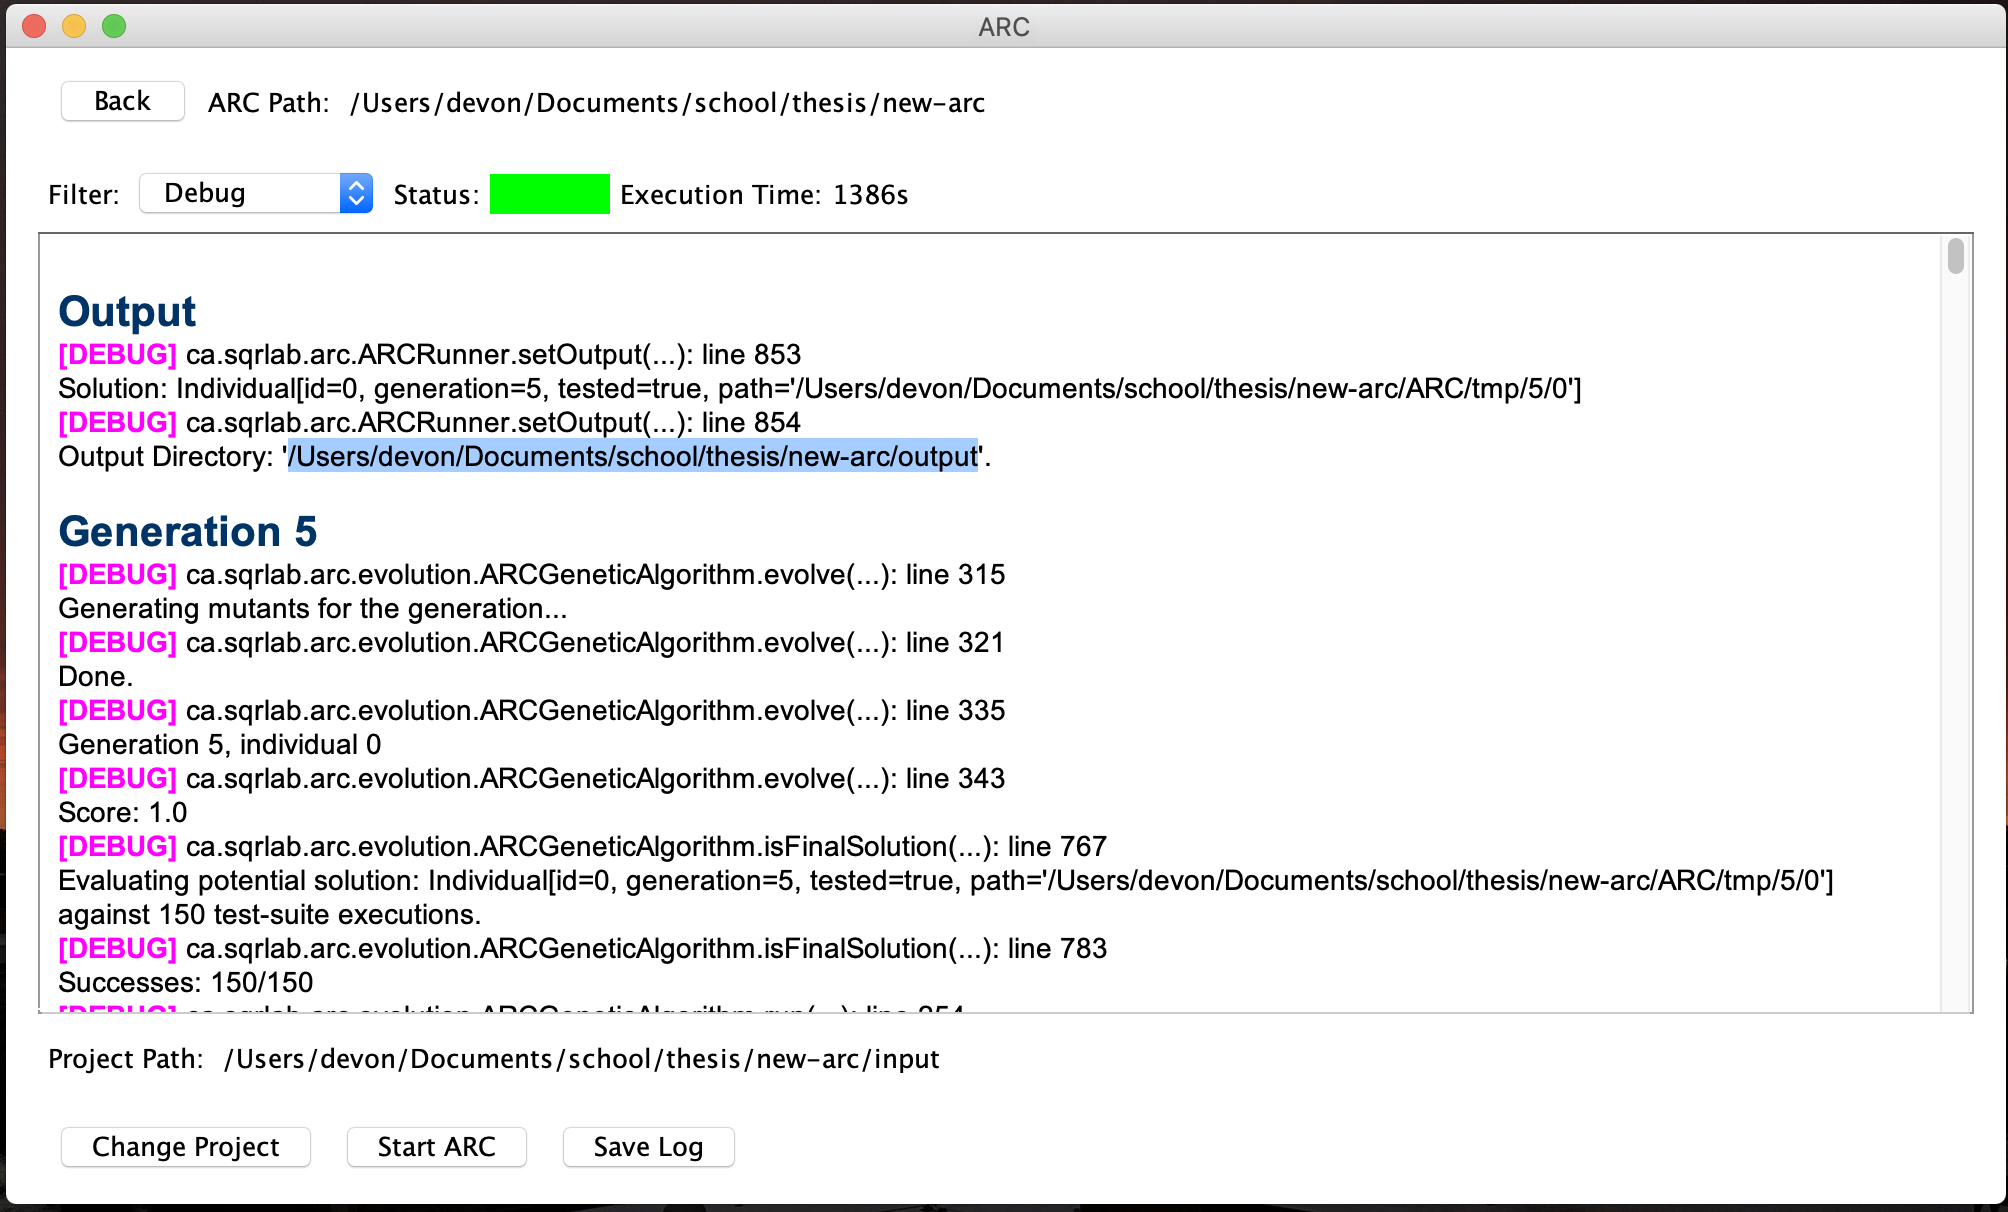 ARC
Back ARC Path: /Users/devon/Documents/school/thesis/new-arc
Filter: Debug Status: Execution Time: 1386s
Output
[DEBUG] ca.sqrlab.arc.ARCRunner.setOutput(...): line 853
Solution: Individual[id=0, generation=5, tested=true, path='/Users/devon/Documents/school/thesis/new-arc/ARC/tmp/5/0']
[DEBUG] ca.sqrlab.arc.ARCRunner.setOutput(...): line 854
Output Directory: '/Users/devon/Documents/school/thesis/new-arc/output'.
Generation 5
[DEBUG] ca.sqrlab.arc.evolution.ARCGeneticAlgorithm.evolve(...): line 315
Generating mutants for the generation...
[DEBUG] ca.sqrlab.arc.evolution.ARCGeneticAlgorithm.evolve(...): line 321
Done.
[DEBUG] ca.sqrlab.arc.evolution.ARCGeneticAlgorithm.evolve(...): line 335
Generation 5, individual 0
[DEBUG] ca.sqrlab.arc.evolution.ARCGeneticAlgorithm.evolve(...): line 343
Score: 1.0
[DEBUG] ca.sqrlab.arc.evolution.ARCGeneticAlgorithm.isFinalSolution(...): line 767
Evaluating potential solution: Individual[id=0, generation=5, tested=true, path='/Users/devon/Documents/school/thesis/new-arc/ARC/tmp/5/0']
against 150 test-suite executions.
[DEBUG] ca.sqrlab.arc.evolution.ARCGeneticAlgorithm.isFinalSolution(...): line 783
Successes: 150/150
[DEBUG] ca.sqrlab.arc.evolution.ARCGeneticAlgorithm.run(...): line
Project Path: /Users/devon/Documents/school/thesis/new-arc/input
Change Project Start ARC Save Log